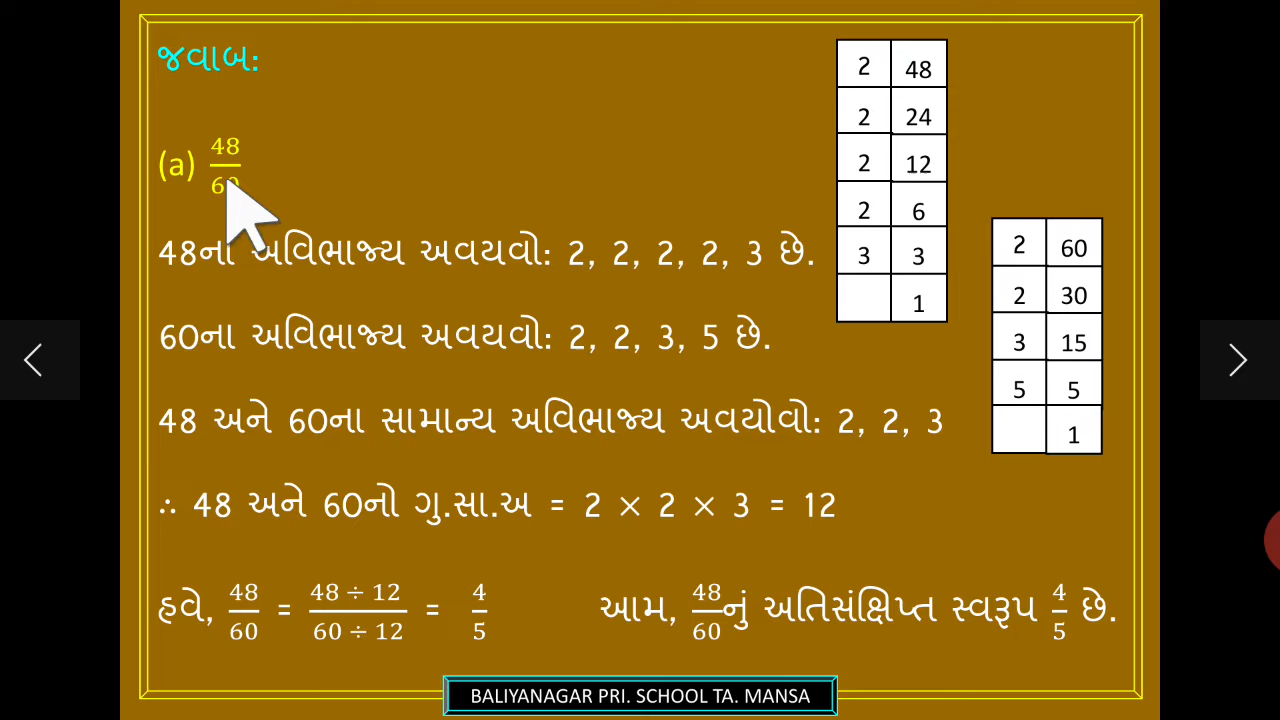 જવાબ:
(a) 48/60
48ના અવિભાજ્ય અવયવો: 2, 2, 2, 2, 3 છે.
60ના અવિભાજ્ય અવયવો: 2, 2, 3, 5 છે.
48 અને 60ના સામાન્ય અવિભાજ્ય અવયોવો: 2, 2, 3
∴ 48 અને 60નો ગુ.સા.અ = 2 × 2 × 3 = 12
હવે, 48/60 = 48 ÷ 12/60 ÷ 12 = 4/5
આમ, 48/60નું અતિસંક્ષિપ્ત સ્વરૂપ 4/5 છે.
2 48
2 24
2 12
2 6
3 3
1
2 60
2 30
3 15
5 5
1
BALIYANAGAR PRI. SCHOOL TA. MANSA